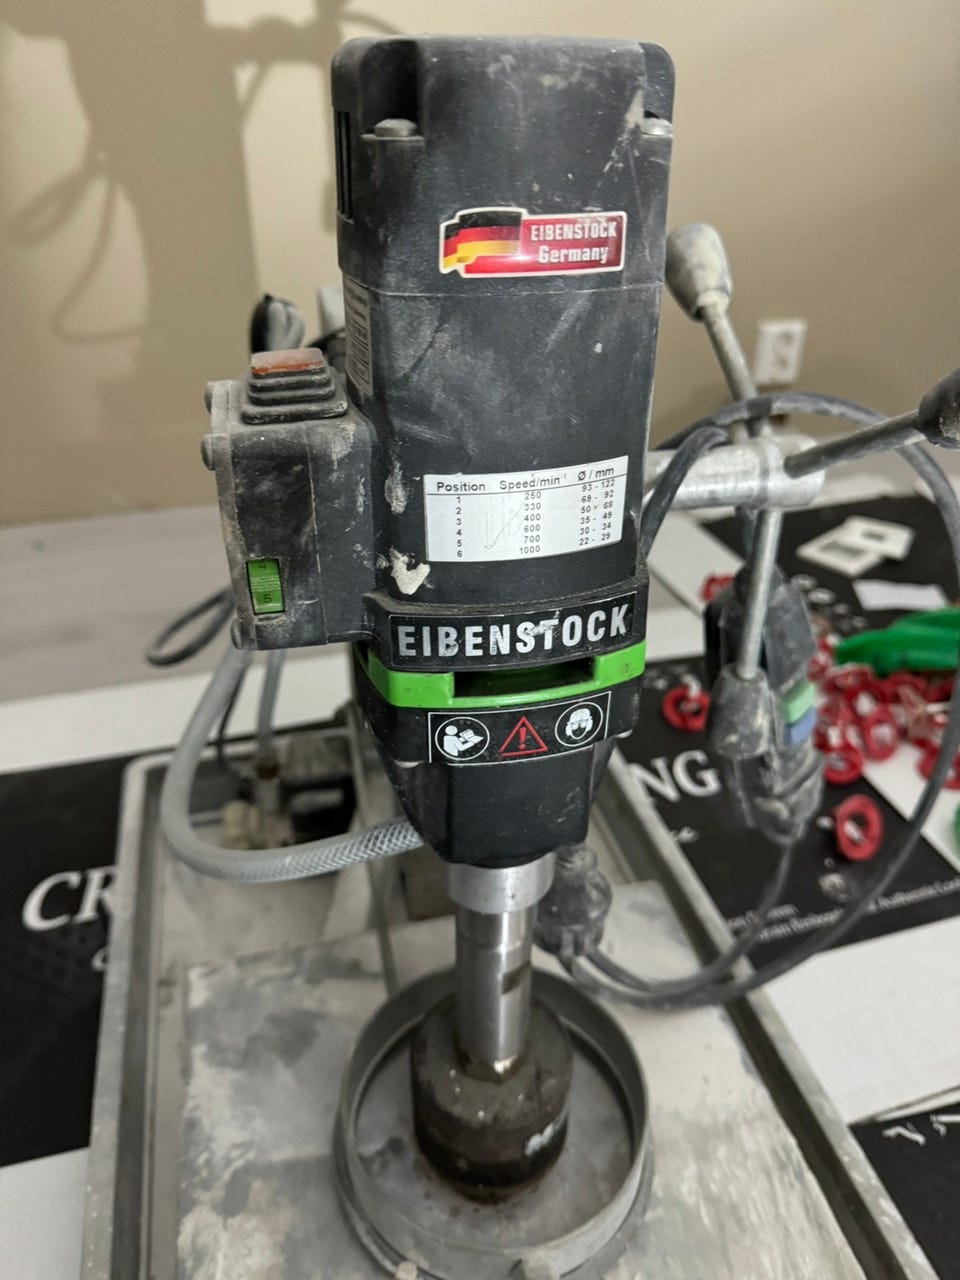 EIBENSTOCK
Germany
Position Speed/min⁻¹ Ø / mm
1 250 93 - 122
2 330 69 - 92
3 400 50 - 68
4 600 35 - 49
5 700 30 - 34
6 1000 22 - 29
4
5
EIBENSTOCK
CR
NG